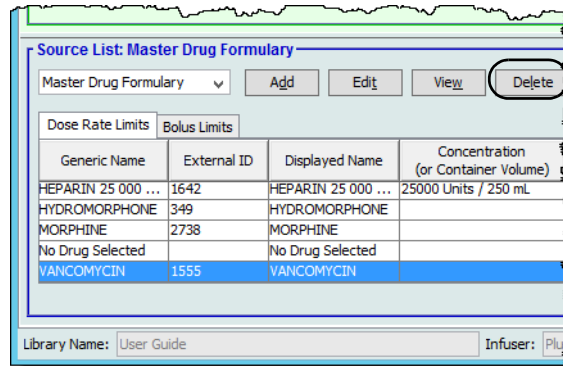 Source List: Master Drug Formulary
Master Drug Formulary Add Edit View Delete
Dose Rate Limits Bolus Limits
Generic Name External ID Displayed Name Concentration
(or Container Volume)
HEPARIN 25 000 ... 1642 HEPARIN 25 000 ... 25000 Units / 250 mL
HYDROMORPHONE 349 HYDROMORPHONE
MORPHINE 2738 MORPHINE
No Drug Selected No Drug Selected
VANCOMYCIN 1555 VANCOMYCIN
Library Name: User Guide Infuser: Plu